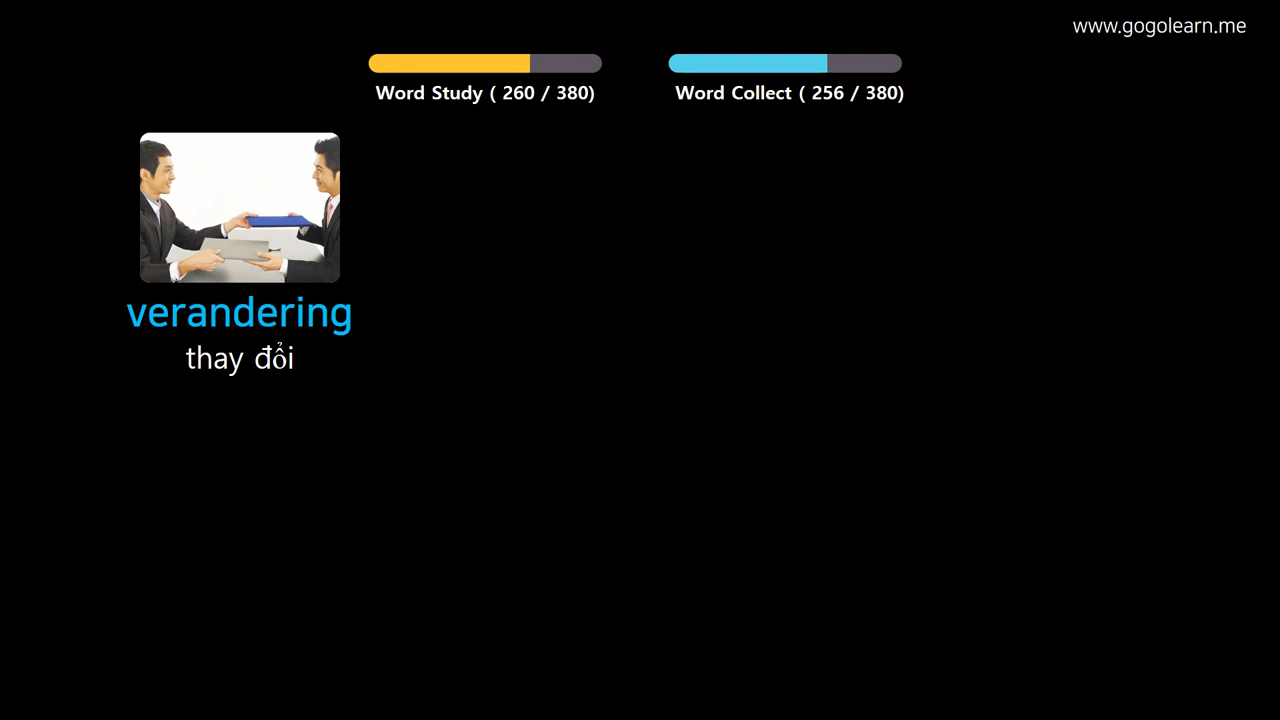 www.gogolearn.me
Word Study ( 260 / 380)
Word Collect ( 256 / 380)
verandering
thay đổi